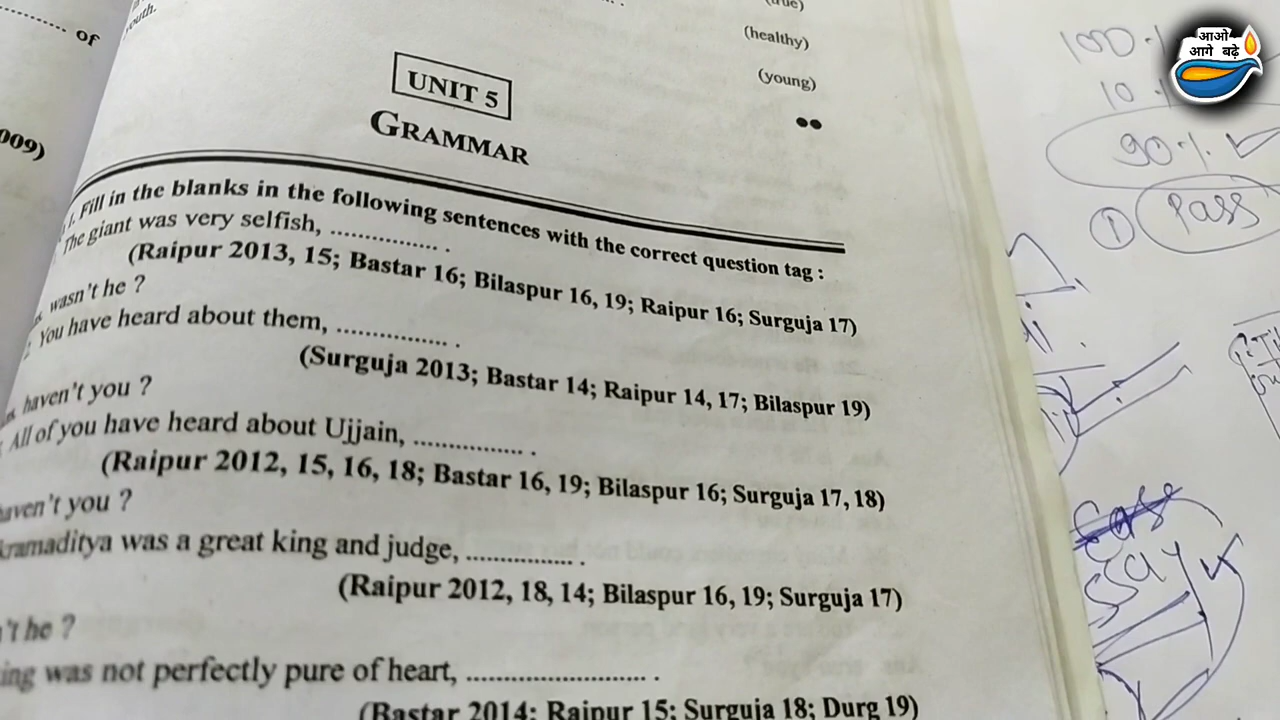 of
outh.
(healthy)
(young)
009)
UNIT 5
GRAMMAR
1. Fill in the blanks in the following sentences with the correct question tag :
The giant was very selfish, ................ .
(Raipur 2013, 15; Bastar 16; Bilaspur 16, 19; Raipur 16; Surguja 17)
wasn't he ?
You have heard about them, ................ .
(Surguja 2013; Bastar 14; Raipur 14, 17; Bilaspur 19)
haven't you ?
All of you have heard about Ujjain, ................ .
(Raipur 2012, 15, 16, 18; Bastar 16, 19; Bilaspur 16; Surguja 17, 18)
aven't you ?
kramaditya was a great king and judge, ................ .
(Raipur 2012, 18, 14; Bilaspur 16, 19; Surguja 17)
't he ?
ing was not perfectly pure of heart, ........................... .
(Bastar 2014; Raipur 15; Surguja 18; Durg 19)
आओ
आगे बढ़े
100 %
10
90 %
1 Pass